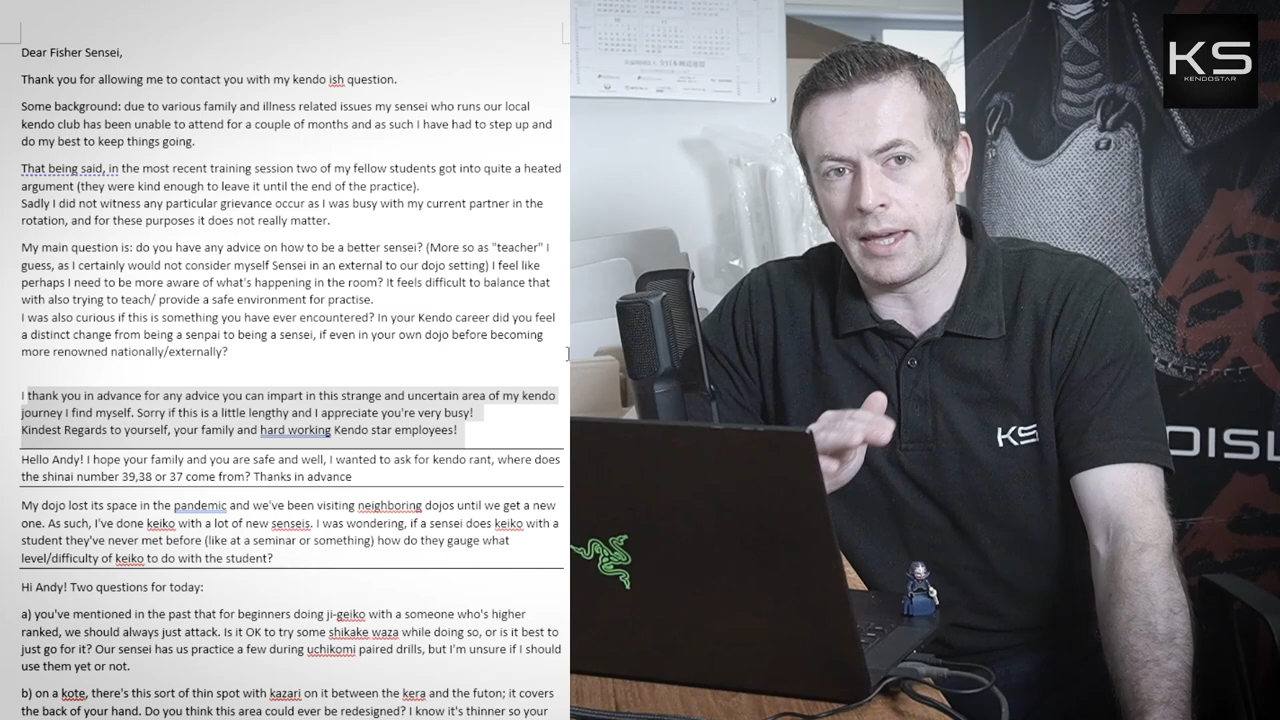 Dear Fisher Sensei,
Thank you for allowing me to contact you with my kendo ish question.
Some background: due to various family and illness related issues my sensei who runs our local
kendo club has been unable to attend for a couple of months and as such I have had to step up and
do my best to keep things going.
That being said, in the most recent training session two of my fellow students got into quite a heated
argument (they were kind enough to leave it until the end of the practice).
Sadly I did not witness any particular grievance occur as I was busy with my current partner in the
rotation, and for these purposes it does not really matter.
My main question is: do you have any advice on how to be a better sensei? (More so as "teacher" I
guess, as I certainly would not consider myself Sensei in an external to our dojo setting) I feel like
perhaps I need to be more aware of what's happening in the room? It feels difficult to balance that
with also trying to teach/ provide a safe environment for practise.
I was also curious if this is something you have ever encountered? In your Kendo career did you feel
a distinct change from being a senpai to being a sensei, if even in your own dojo before becoming
more renowned nationally/externally?
I thank you in advance for any advice you can impart in this strange and uncertain area of my kendo
journey I find myself. Sorry if this is a little lengthy and I appreciate you're very busy!
Kindest Regards to yourself, your family and hard working Kendo star employees!
Hello Andy! I hope your family and you are safe and well, I wanted to ask for kendo rant, where does
the shinai number 39,38 or 37 come from? Thanks in advance
My dojo lost its space in the pandemic and we've been visiting neighboring dojos until we get a new
one. As such, I've done keiko with a lot of new senseis. I was wondering, if a sensei does keiko with a
student they've never met before (like at a seminar or something) how do they gauge what
level/difficulty of keiko to do with the student?
Hi Andy! Two questions for today:
a) you've mentioned in the past that for beginners doing ji-geiko with a someone who's higher
ranked, we should always just attack. Is it OK to try some shikake waza while doing so, or is it best to
just go for it? Our sensei has us practice a few during uchikomi paired drills, but I'm unsure if I should
use them yet or not.
b) on a kote, there's this sort of thin spot with kazari on it between the kera and the futon; it covers
the back of your hand. Do you think this area could ever be redesigned? I know it's thinner so your
KS
KENDOSTAR
KS